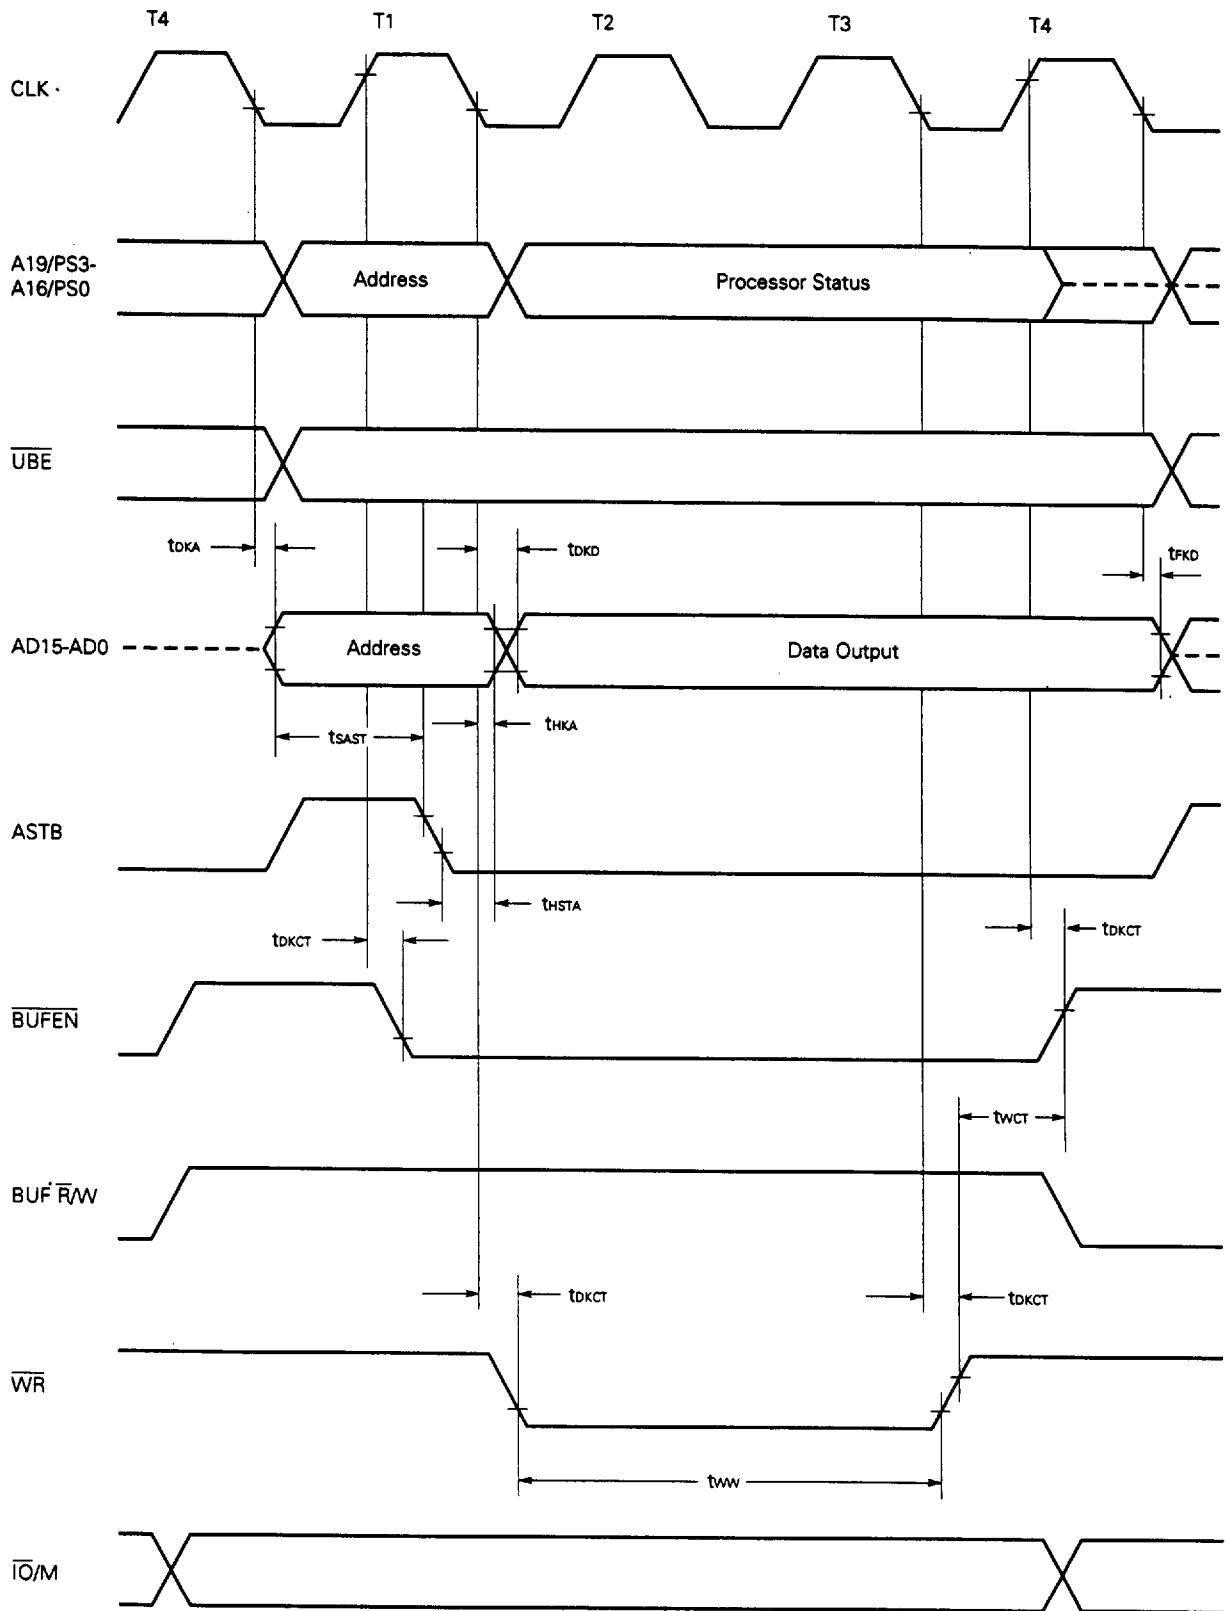 T4 T1 T2 T3 T4
CLK
A19/PS3-
A16/PS0
Address
Processor Status
UBE
tDKA
tDKD
tFKD
AD15-AD0
Address
Data Output
tSAST
tHKA
ASTB
tHSTA
tDKCT
tDKCT
BUFEN
tWCT
BUF R/W
tDKCT
tDKCT
WR
tWW
IO/M